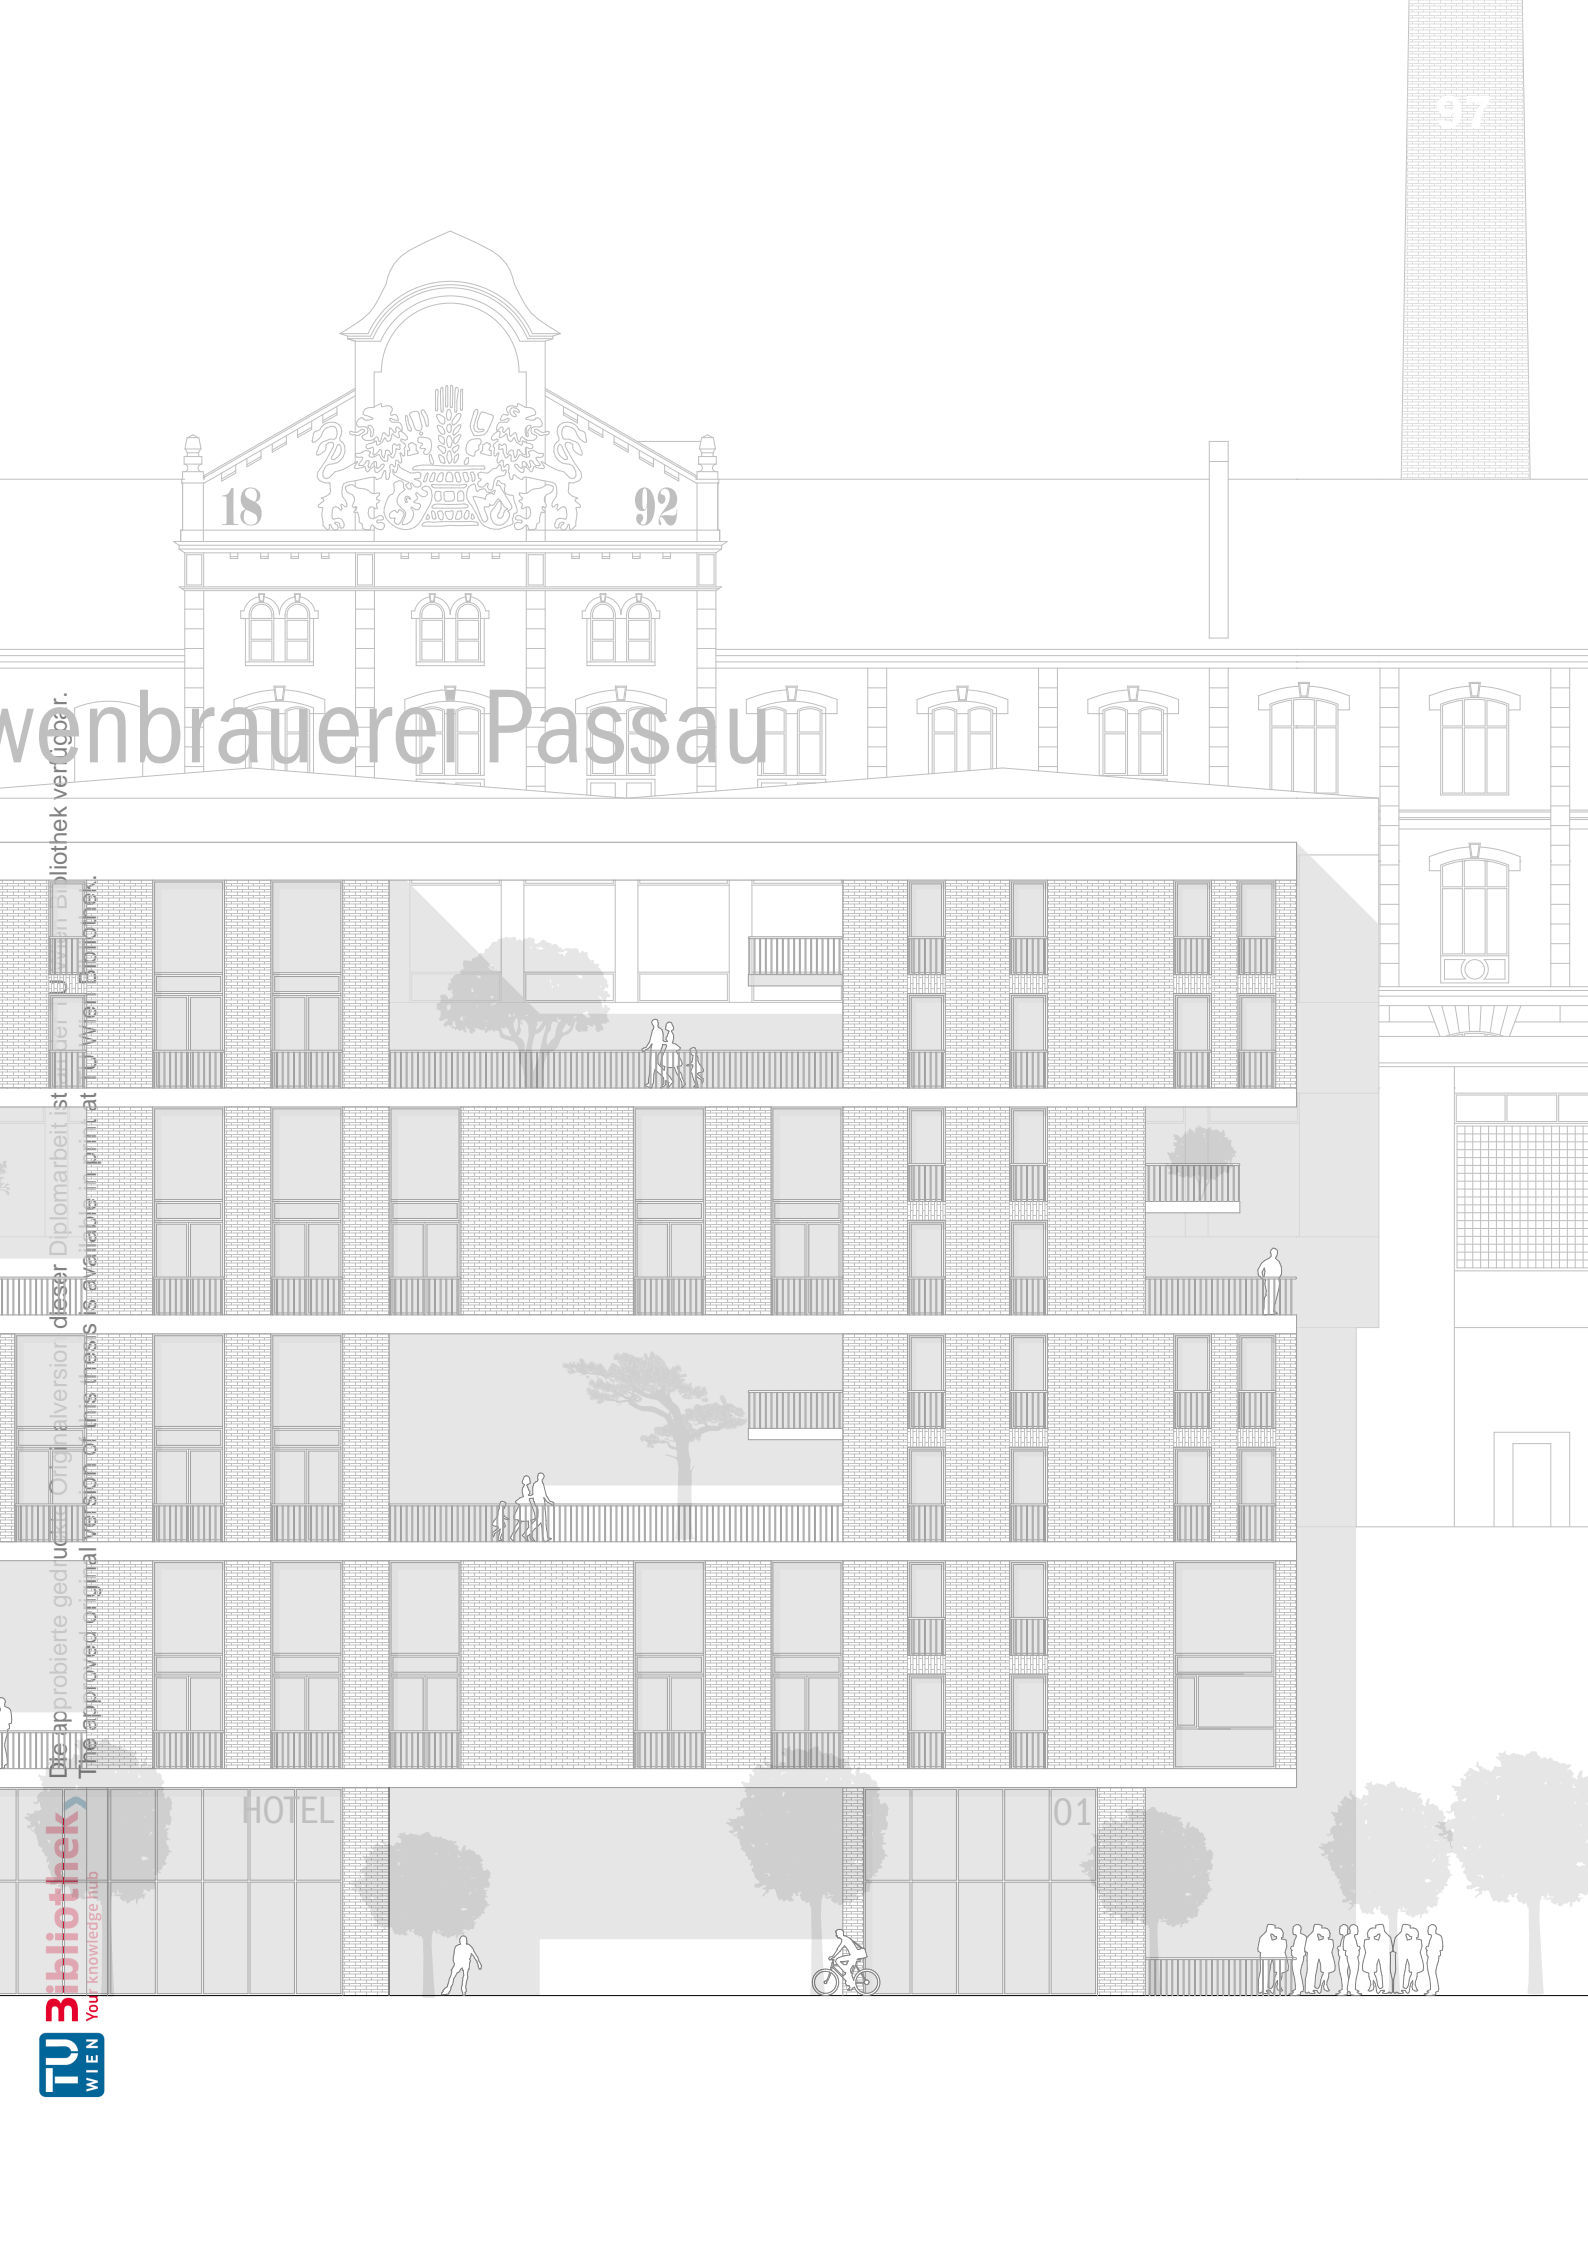 97
18 92
wenbrauerei Passau
HOTEL
01
Die approbierte gedruckte Originalversion dieser Diplomarbeit ist an der TU Wien Bibliothek verfügbar.
The approved original version of this thesis is available in print at TU Wien Bibliothek.
Bibliothek
Your knowledge hub
TU
WIEN